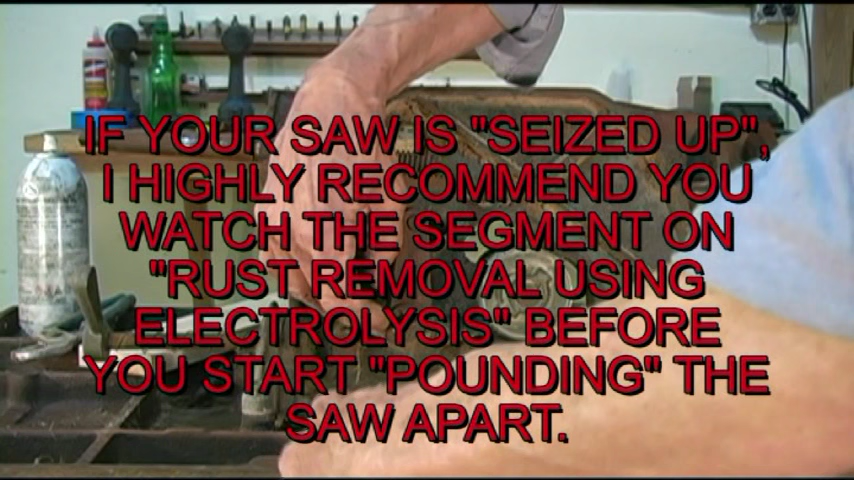 IF YOUR SAW IS "SEIZED UP",
I HIGHLY RECOMMEND YOU
WATCH THE SEGMENT ON
"RUST REMOVAL USING
ELECTROLYSIS" BEFORE
YOU START "POUNDING" THE
SAW APART.